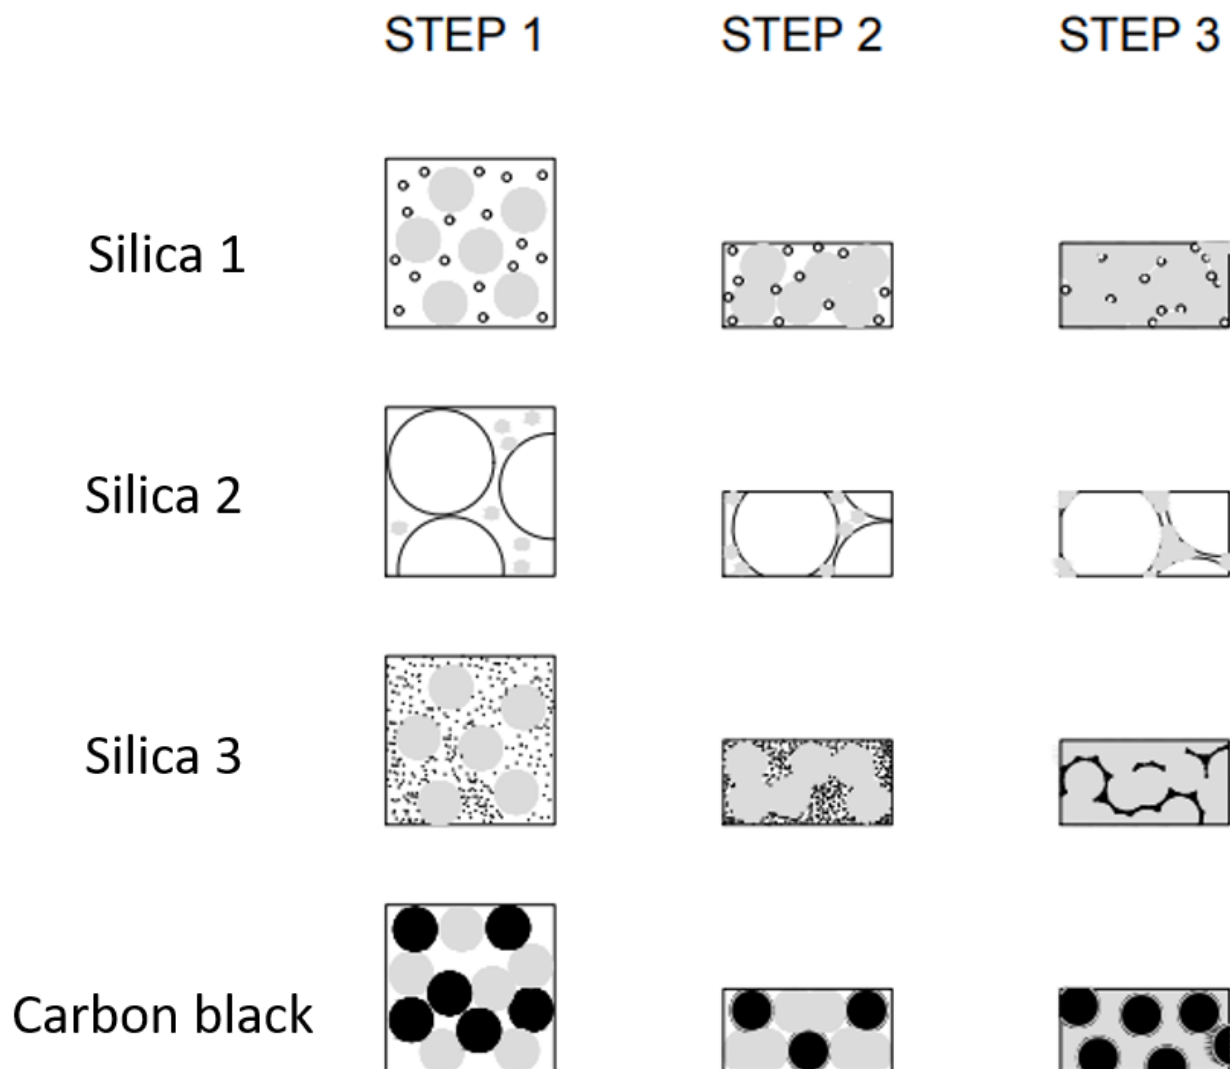 STEP 1 STEP 2 STEP 3
Silica 1
Silica 2
Silica 3
Carbon black